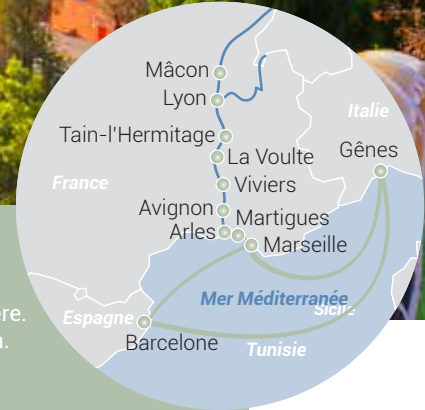 Mâcon
Lyon
Italie
Tain-l'Hermitage
Gênes
La Voulte
France
Viviers
Avignon
Martigues
Arles
Marseille
Mer Méditerranée
Sicile
Espagne
Barcelone
Tunisie
ère.